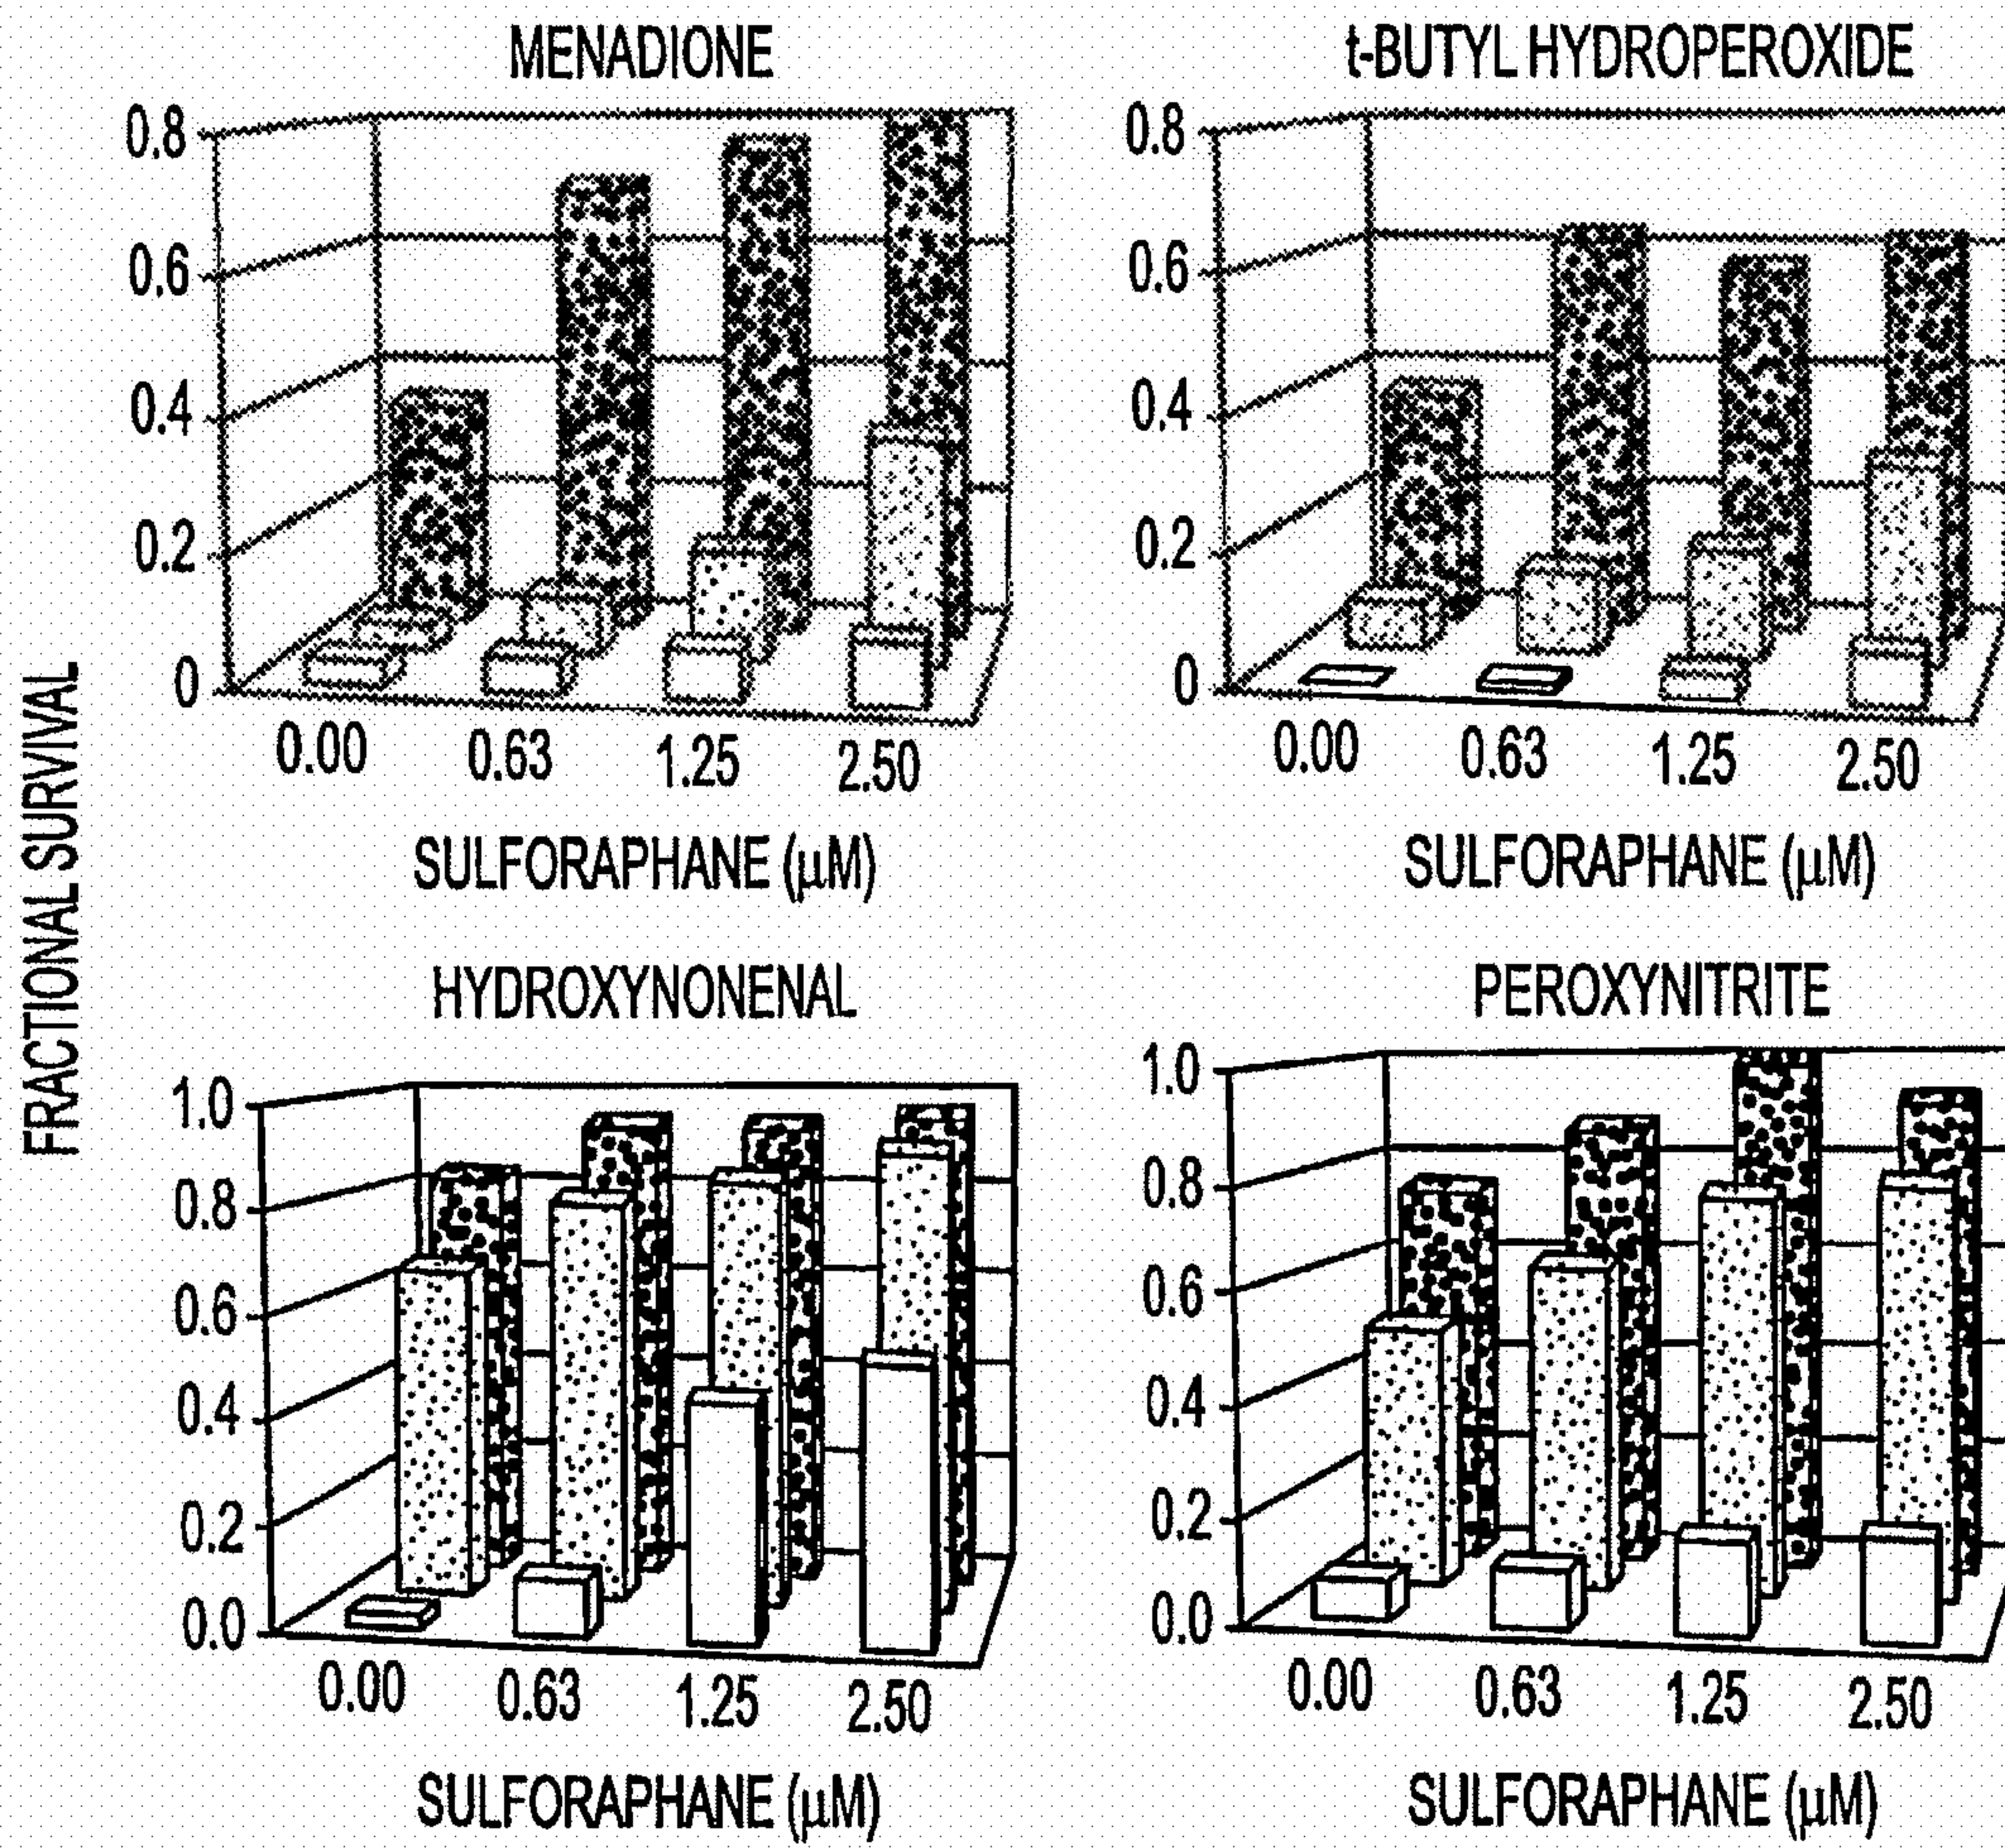 MENADIONE
0.8
0.6
0.4
0.2
0
0.00 0.63 1.25 2.50
SULFORAPHANE (μM)
t-BUTYL HYDROPEROXIDE
0.8
0.6
0.4
0.2
0
0.00 0.63 1.25 2.50
SULFORAPHANE (μM)
FRACTIONAL SURVIVAL
HYDROXYNONENAL
1.0
0.8
0.6
0.4
0.2
0.0
0.00 0.63 1.25 2.50
SULFORAPHANE (μM)
PEROXYNITRITE
1.0
0.8
0.6
0.4
0.2
0.0
0.00 0.63 1.25 2.50
SULFORAPHANE (μM)